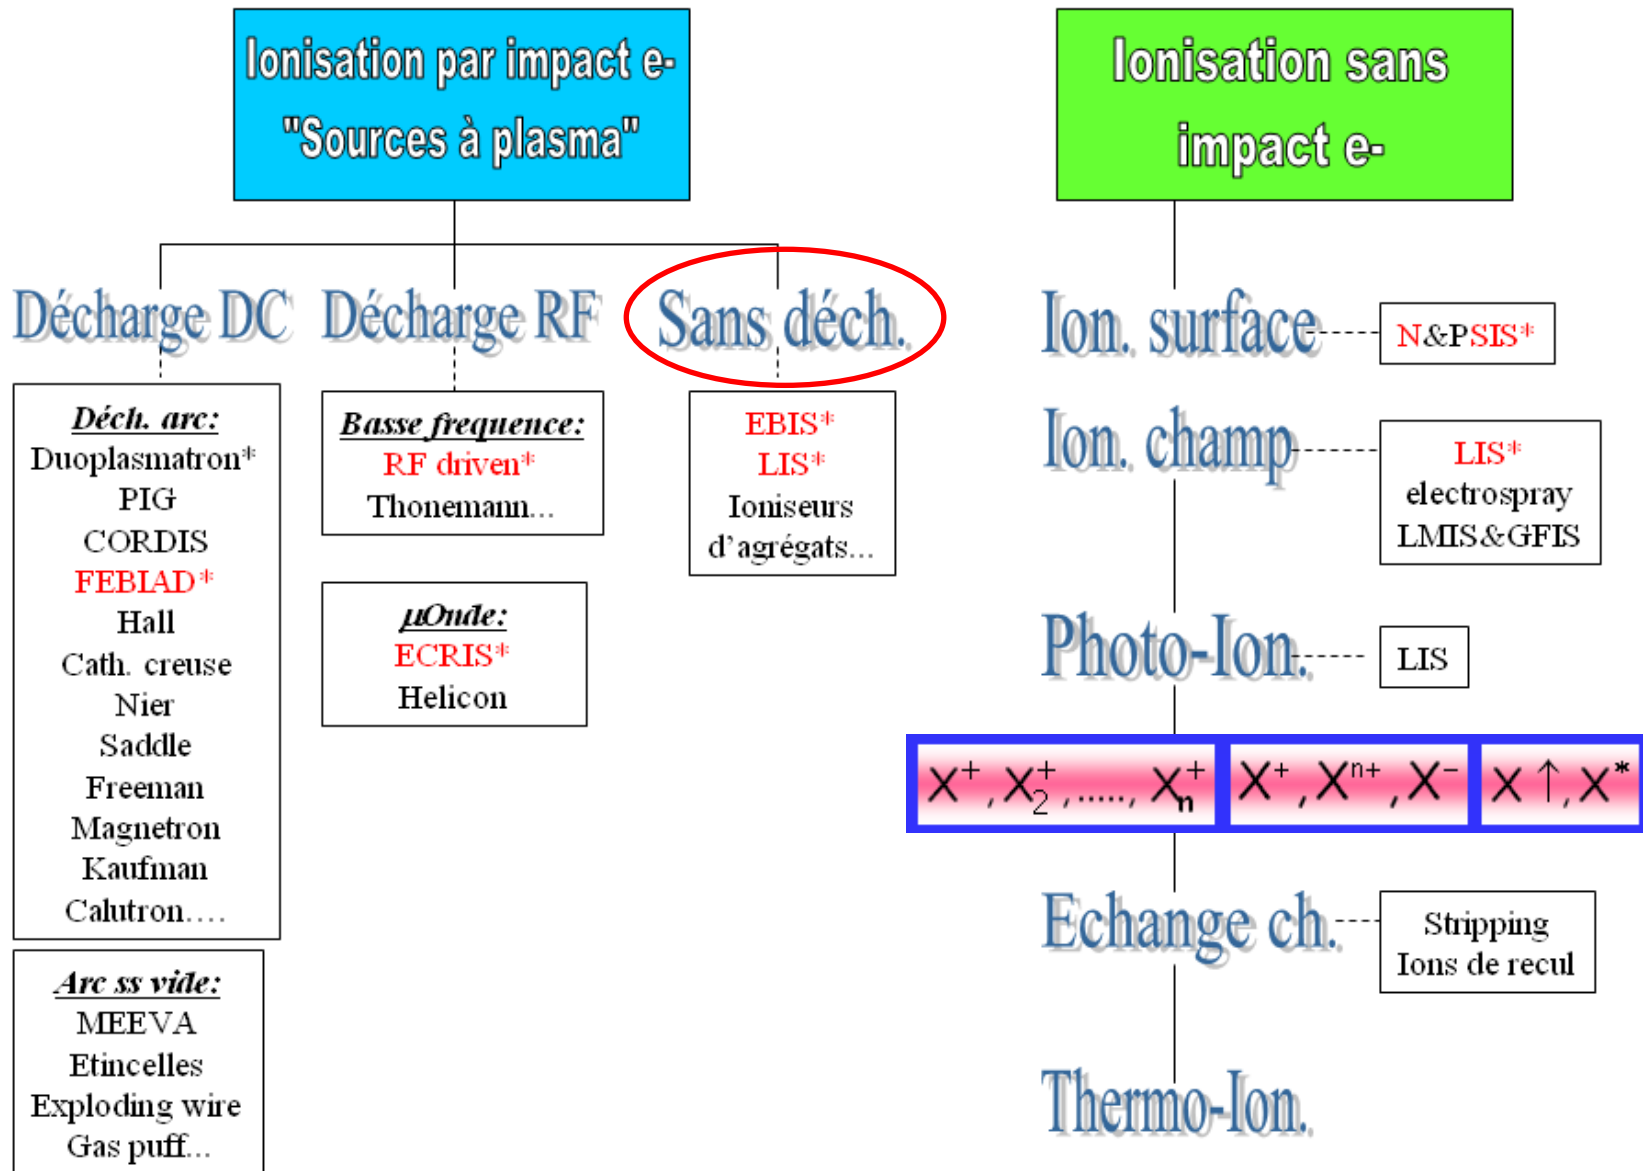 Ionisation par impact e-
"Sources à plasma"
Décharge DC
Déch. arc:
Duoplasmatron*
PIG
CORDIS
FEBIAD*
Hall
Cath. creuse
Nier
Saddle
Freeman
Magnetron
Kaufman
Calutron....
Arc ss vide:
MEEVA
Etincelles
Exploding wire
Gas puff...
Décharge RF
Basse frequence:
RF driven*
Thonemann...
µOnde:
ECRIS*
Helicon
Sans déch.
EBIS*
LIS*
Ioniseurs
d'agrégats...
Ionisation sans
impact e-
Ion. surface
N&PSIS*
Ion. champ
LIS*
electrospray
LMIS&GFIS
Photo-Ion.
LIS
X⁺, X₂⁺, ....., Xₙ⁺
X⁺, Xⁿ⁺, X⁻
X ↑, X*
Echange ch.
Stripping
Ions de recul
Thermo-Ion.